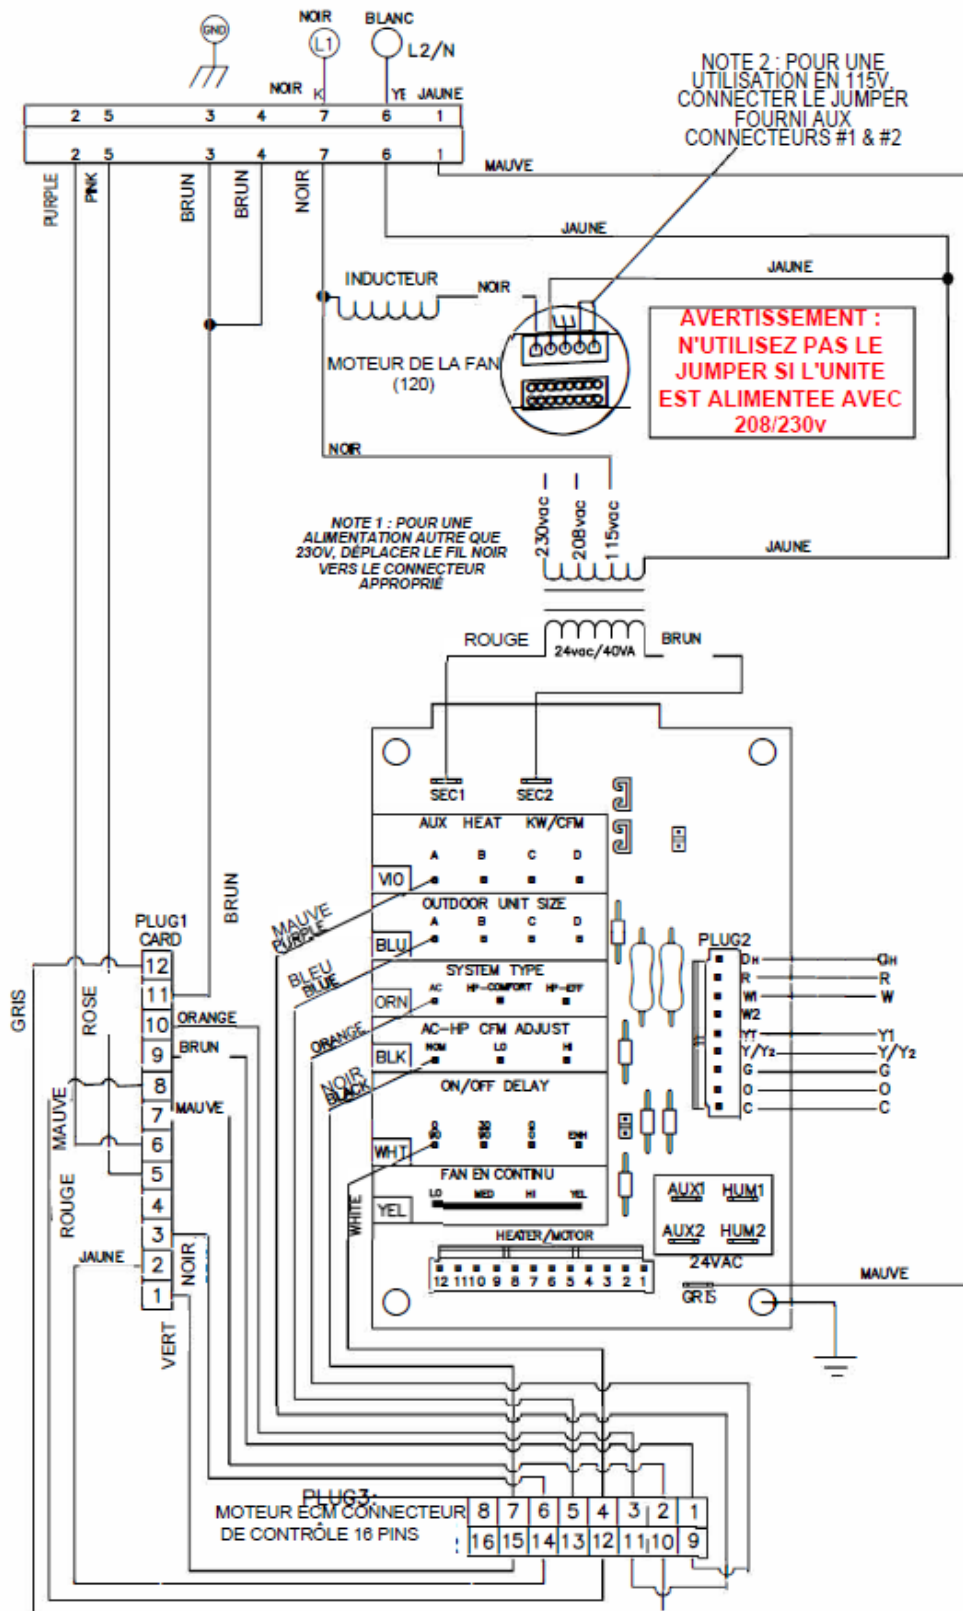 NOIR BLANC
GND L1 L2/N
NOIR K YE JAUNE
2 5 3 4 7 6 1
2 5 3 4 7 6 1
NOTE 2 : POUR UNE
UTILISATION EN 115V,
CONNECTER LE JUMPER
FOURNI AUX
CONNECTEURS #1 & #2
MAUVE
PURPLE
PINK
BRUN
BRUN
NOIR
JAUNE
JAUNE
INDUCTEUR
NOIR
MOTEUR DE LA FAN
(120)
AVERTISSEMENT :
N'UTILISEZ PAS LE
JUMPER SI L'UNITE
EST ALIMENTEE AVEC
208/230v
NOIR
230vac
208vac
115vac
NOTE 1 : POUR UNE
ALIMENTATION AUTRE QUE
230V, DÉPLACER LE FIL NOIR
VERS LE CONNECTEUR
APPROPRIÉ
JAUNE
ROUGE 24vac/40VA BRUN
SEC1 SEC2
AUX HEAT KW/CFM
A B C D
VIO
OUTDOOR UNIT SIZE
A B C D
BLU
SYSTEM TYPE
AC HP-COMFORT HP-EFF
ORN
AC-HP CFM ADJUST
NOM LO HI
BLK
ON/OFF DELAY
ENH
WHT
FAN EN CONTINU
LO MED HI YEL
YEL
HEATER/MOTOR
12 11 10 9 8 7 6 5 4 3 2 1
MAUVE
PURPLE
BLEU
BLUE
ORANGE
NOIR
BLACK
WHITE
PLUG2
DH GH
R R
W1 W
W2
Y1 Y1
Y/Y2 Y/Y2
G G
O O
C C
AUX1 HUM1
AUX2 HUM2
24VAC
GRIS
MAUVE
PLUG1
CARD
12
11
10 ORANGE
9 BRUN
8
7 MAUVE
6
5
4
3
2 JAUNE
1
GRIS
ROSE
BRUN
MAUVE
ROUGE
NOIR
VERT
PLUG3:
MOTEUR ECM CONNECTEUR
DE CONTRÔLE 16 PINS
8 7 6 5 4 3 2 1
16 15 14 13 12 11 10 9